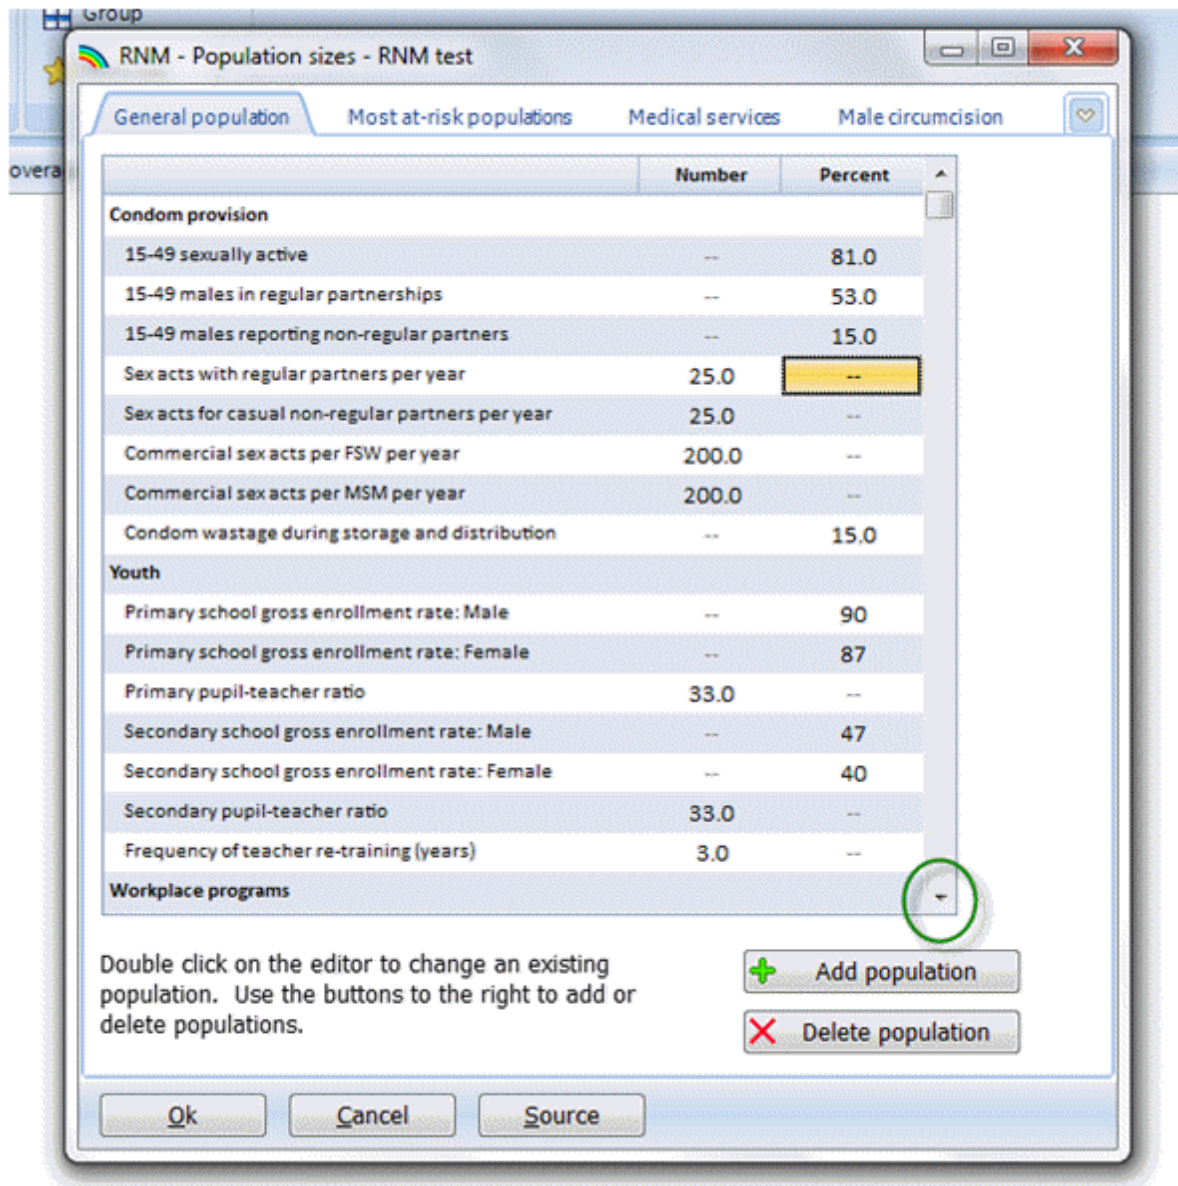 Group
RNM - Population sizes - RNM test
General population Most at-risk populations Medical services Male circumcision
overa
Number Percent
Condom provision
15-49 sexually active -- 81.0
15-49 males in regular partnerships -- 53.0
15-49 males reporting non-regular partners -- 15.0
Sex acts with regular partners per year 25.0 --
Sex acts for casual non-regular partners per year 25.0 --
Commercial sex acts per FSW per year 200.0 --
Commercial sex acts per MSM per year 200.0 --
Condom wastage during storage and distribution -- 15.0
Youth
Primary school gross enrollment rate: Male -- 90
Primary school gross enrollment rate: Female -- 87
Primary pupil-teacher ratio 33.0 --
Secondary school gross enrollment rate: Male -- 47
Secondary school gross enrollment rate: Female -- 40
Secondary pupil-teacher ratio 33.0 --
Frequency of teacher re-training (years) 3.0 --
Workplace programs
Double click on the editor to change an existing
population. Use the buttons to the right to add or
delete populations.
Add population
Delete population
Ok Cancel Source